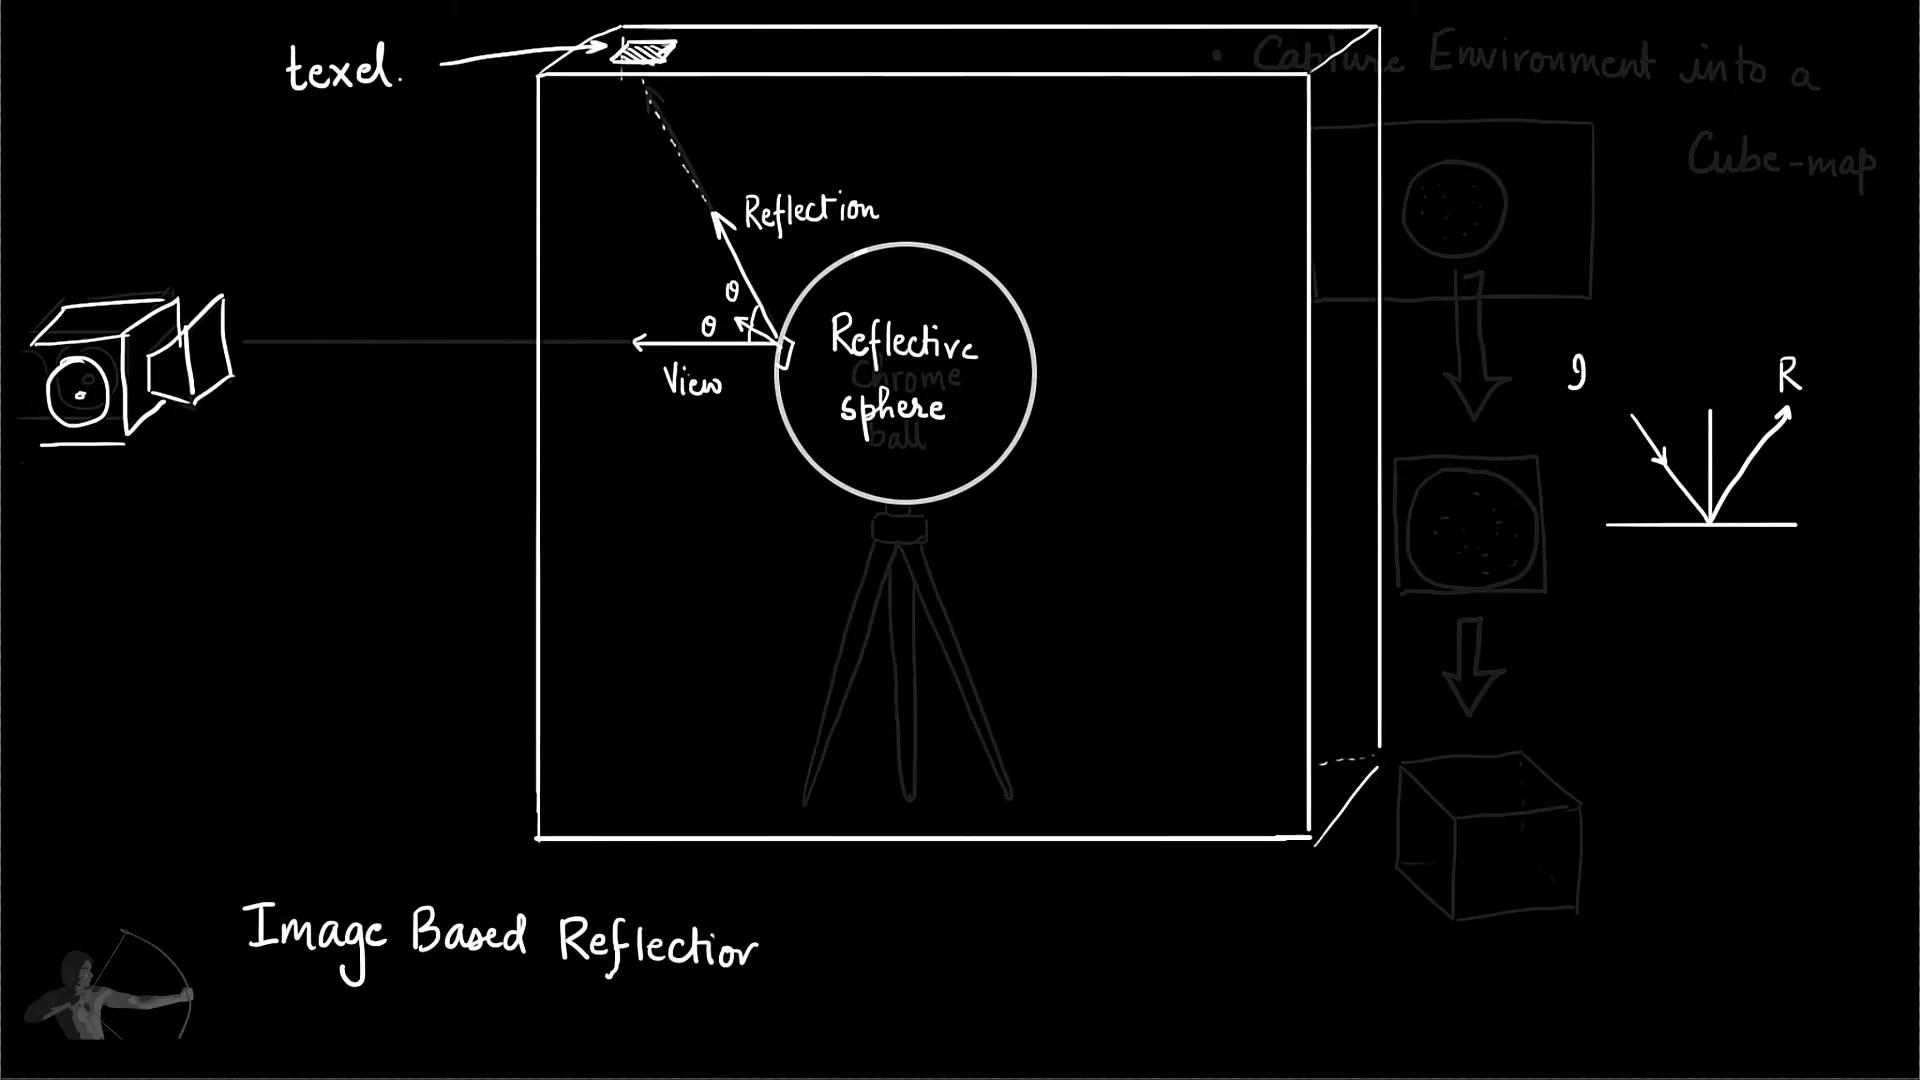 texel.
• Capture Environment into a
Cube-map
Reflection
θ
θ
View
Reflective
Chrome
sphere
ball
I
R
Image Based Reflection